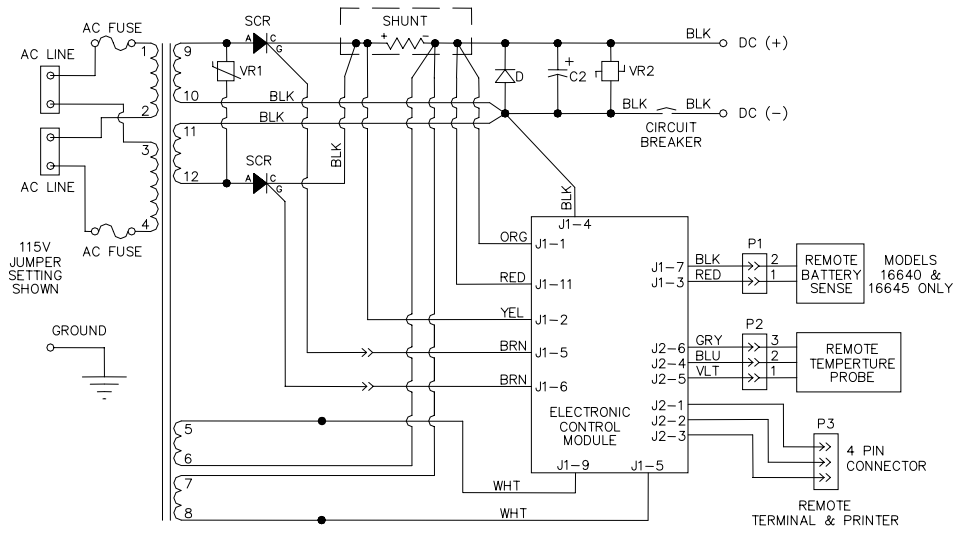 SCR
SHUNT
AC FUSE
+ -
BLK
DC (+)
AC LINE
1
9
A C
G
VR1
D
+
C2
VR2
2
10
BLK
11
BLK
BLK
BLK
DC (-)
CIRCUIT
BREAKER
3
SCR
BLK
12
A C
G
AC LINE
4
BLK
AC FUSE
115V
JUMPER
SETTING
SHOWN
J1-4
ORG
J1-1
P1
J1-7
BLK
2
J1-3
RED
1
REMOTE
BATTERY
SENSE
MODELS
16640 &
16645 ONLY
RED
J1-11
YEL
J1-2
P2
GROUND
BRN
J1-5
J2-6
GRY
3
J2-4
BLU
2
J2-5
VLT
1
REMOTE
TEMPERTURE
PROBE
BRN
J1-6
J2-1
J2-2
J2-3
ELECTRONIC
CONTROL
MODULE
P3
5
6
4 PIN
CONNECTOR
J1-9
J1-5
7
WHT
8
WHT
REMOTE
TERMINAL & PRINTER